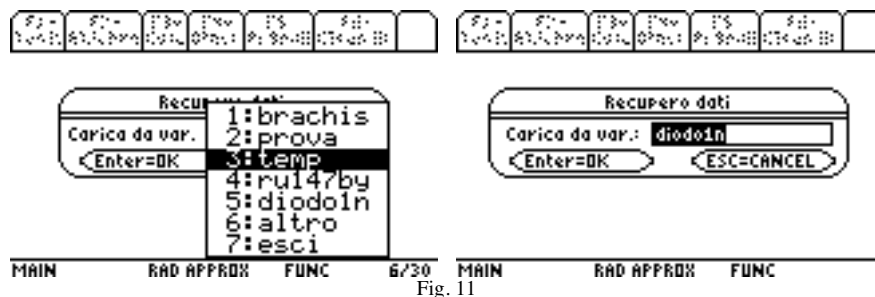 Recupero dati
Carica da var.
Enter=OK
1:brachis
2:prova
3:temp
4:ru147by
5:diodo1n
6:altro
7:esci
MAIN RAD APPROX FUNC 6/30
Recupero dati
Carica da var.: diodo1n
Enter=OK ESC=CANCEL
MAIN RAD APPROX FUNC
Fig. 11